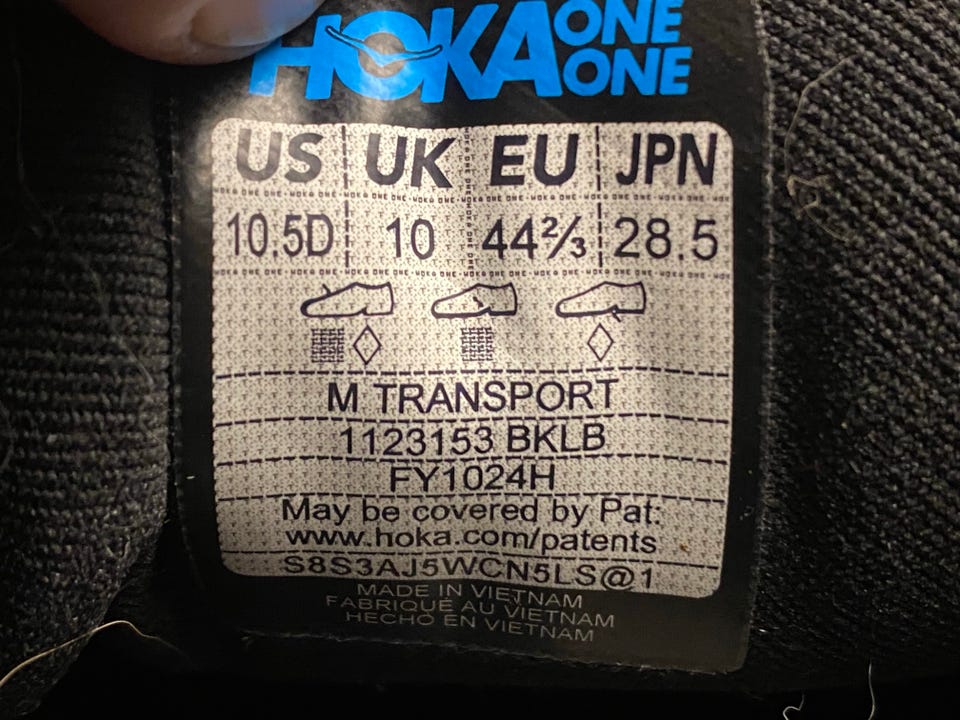 HOKA ONE ONE
US UK EU JPN
10.5D 10 44⅔ 28.5
M TRANSPORT
1123153 BKLB
FY1024H
May be covered by Pat:
www.hoka.com/patents
S8S3AJ5WCN5LS@1
MADE IN VIETNAM
FABRIQUÉ AU VIETNAM
HECHO EN VIETNAM